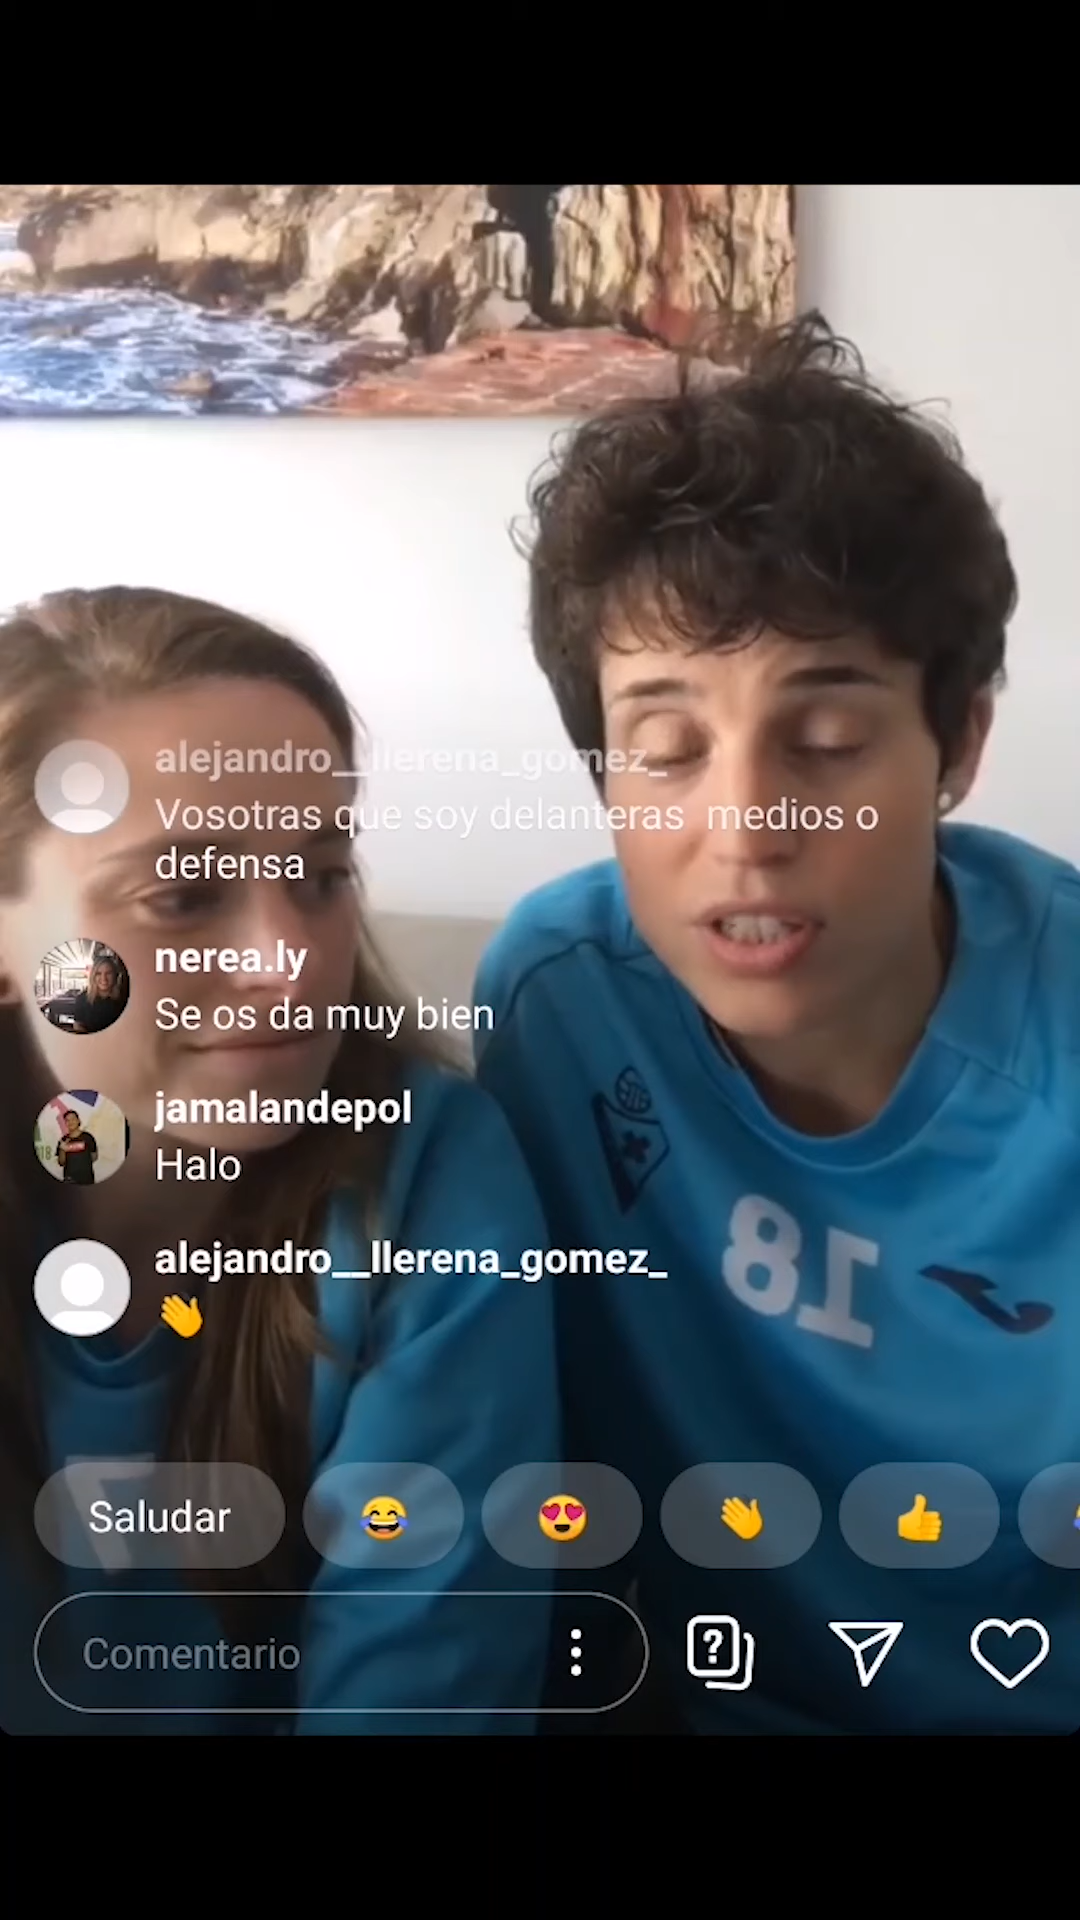 alejandro__llerena_gomez_
Vosotras que soy delanteras medios o
defensa
nerea.ly
Se os da muy bien
jamalandepol
Halo
alejandro__llerena_gomez_
👋
18
7
Saludar 😂 😍 👋 👍
Comentario